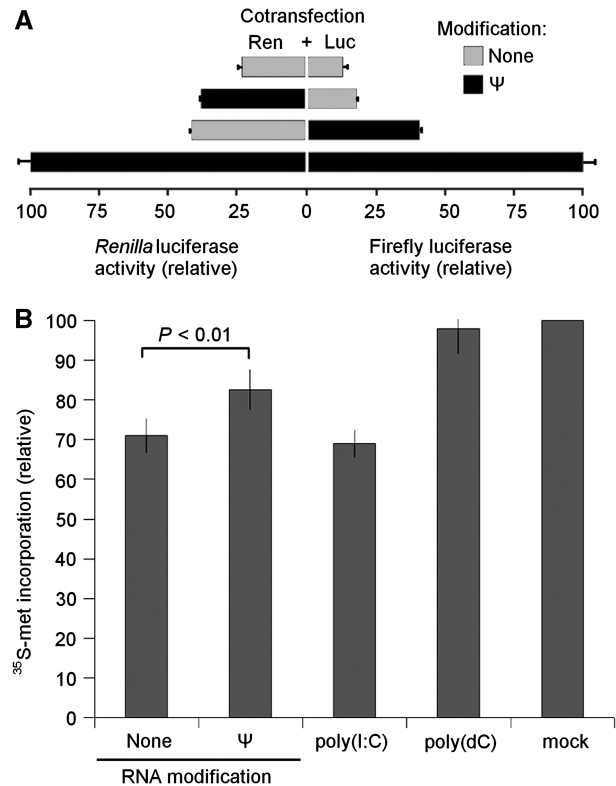 A
Cotransfection
Ren + Luc
Modification:
None
Ψ
100 75 50 25 0 25 50 75 100
Renilla luciferase
activity (relative)
Firefly luciferase
activity (relative)
B
35S-met incorporation (relative)
100
90
80
70
60
50
40
30
20
10
0
P < 0.01
None Ψ poly(I:C) poly(dC) mock
RNA modification